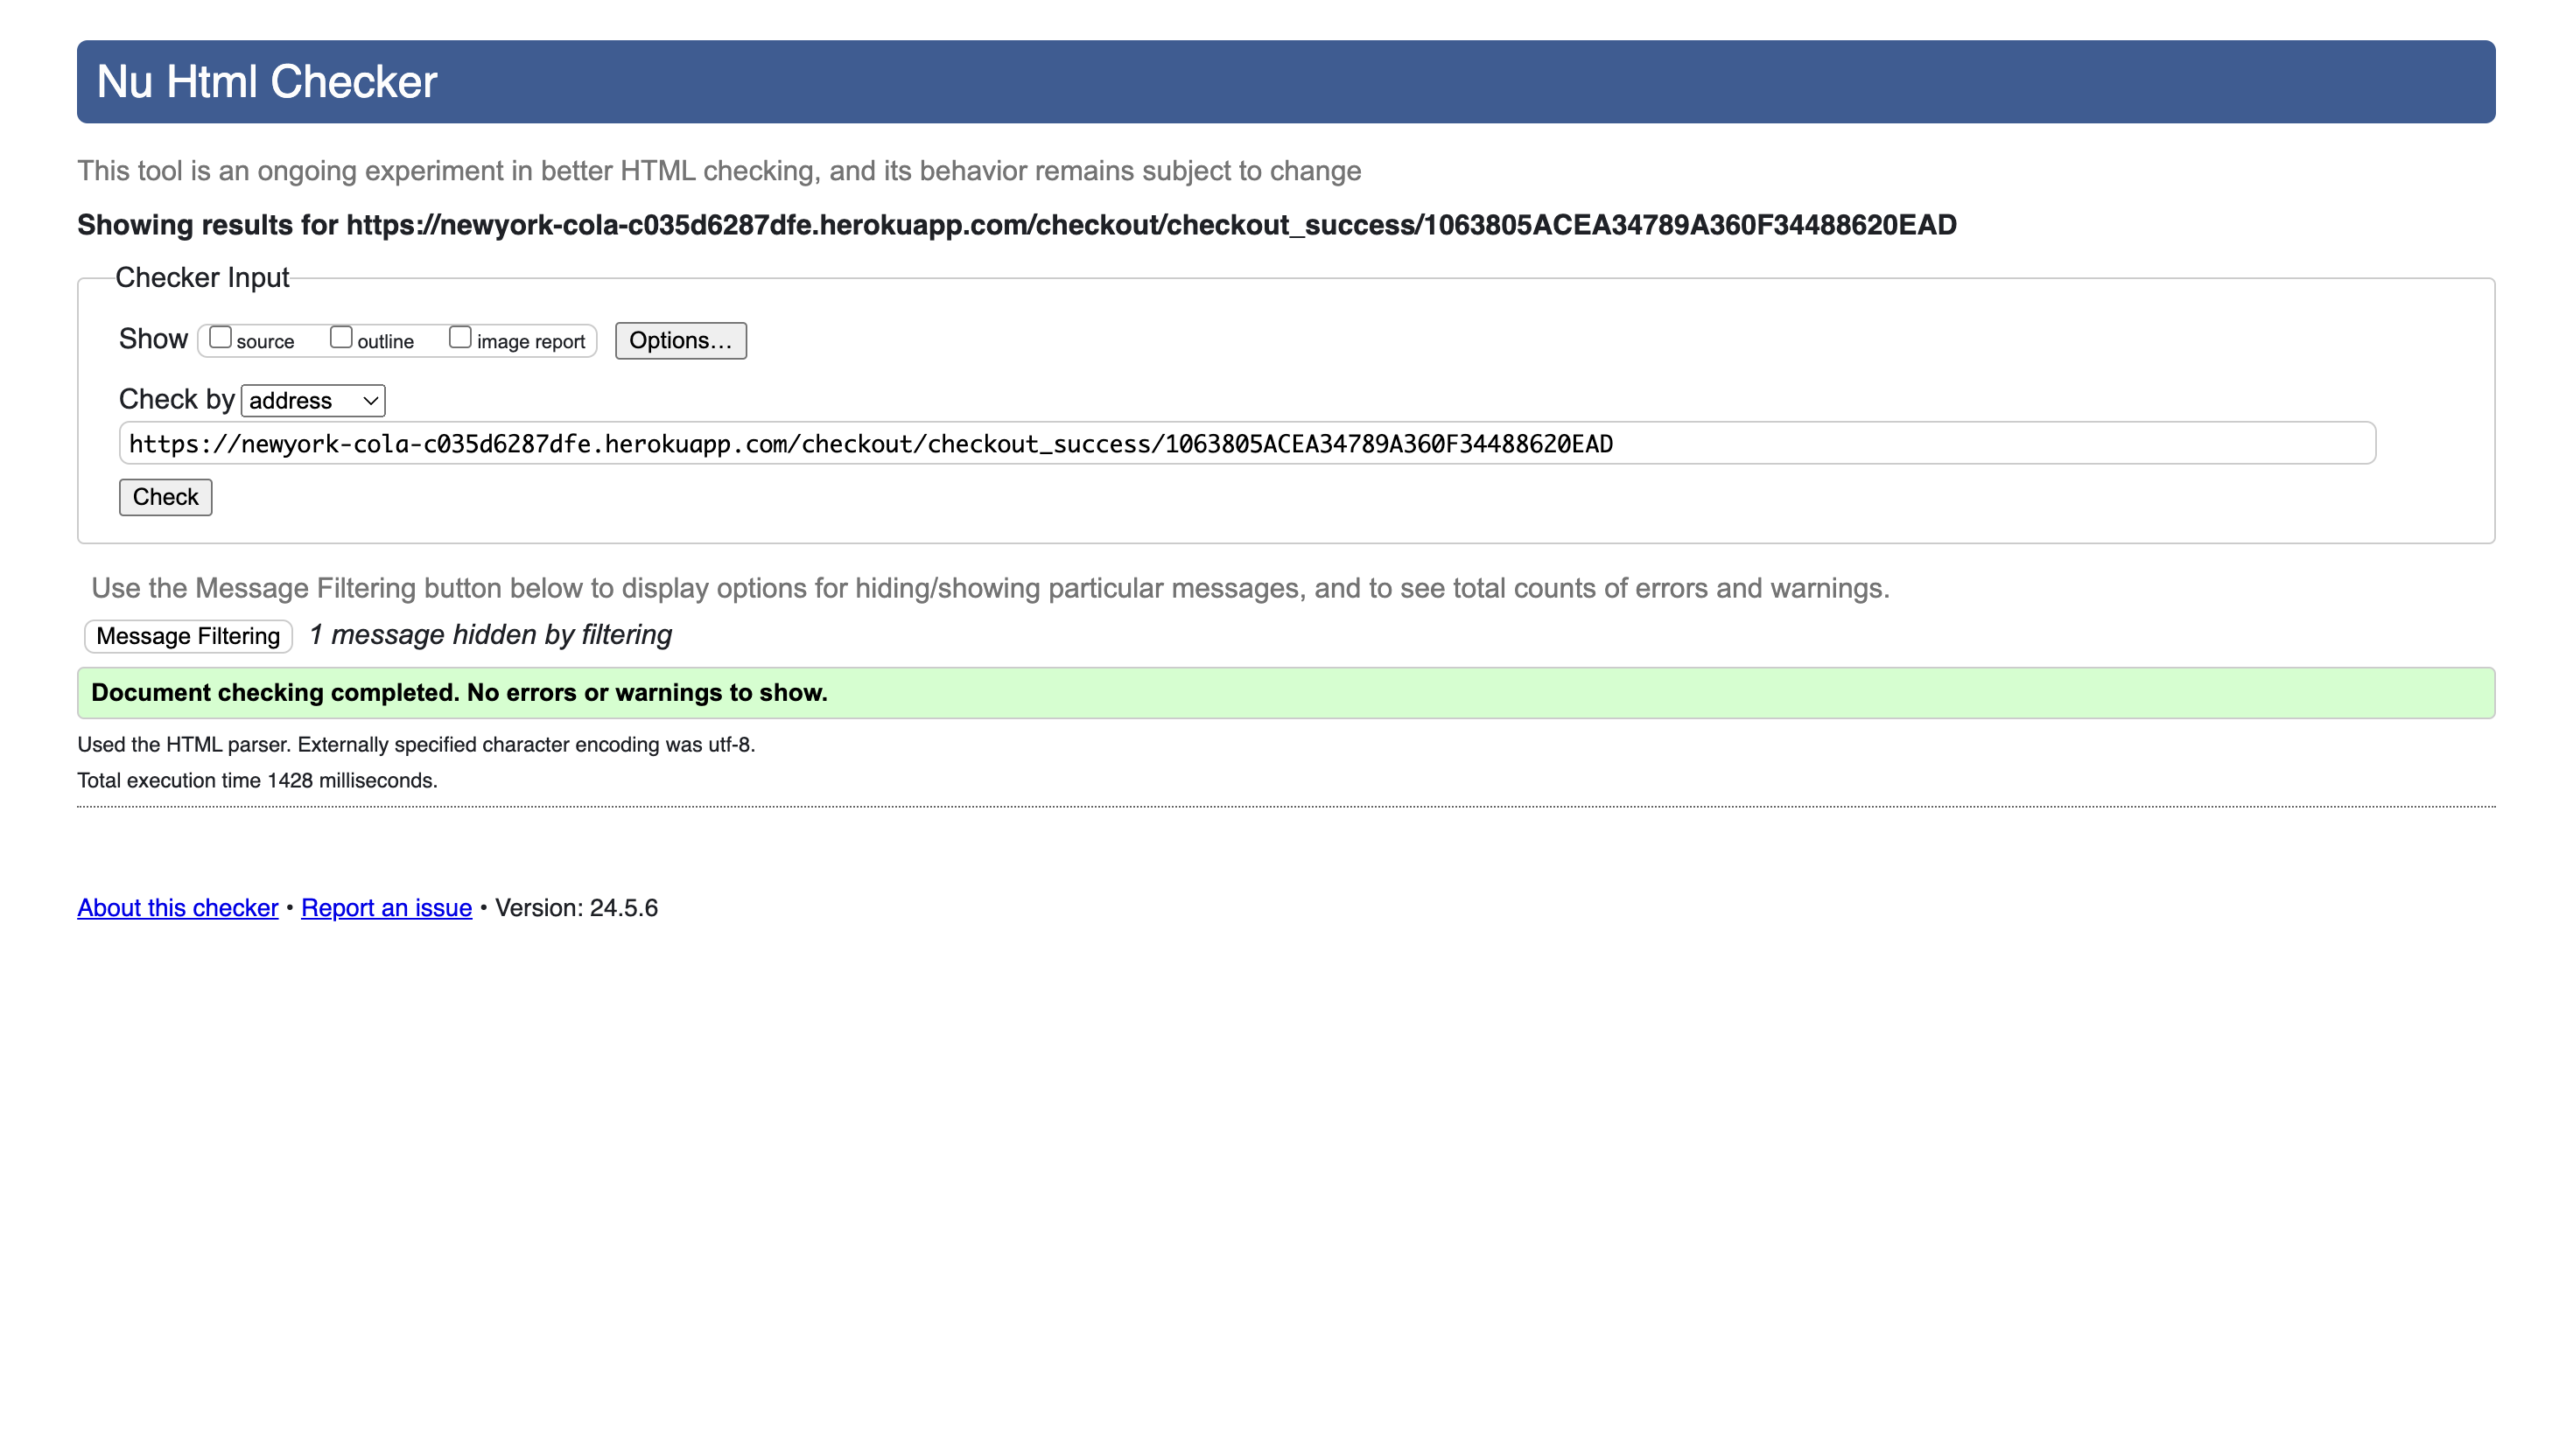 Nu Html Checker
This tool is an ongoing experiment in better HTML checking, and its behavior remains subject to change
Showing results for https://newyork-cola-c035d6287dfe.herokuapp.com/checkout/checkout_success/1063805ACEA34789A360F34488620EAD
Checker Input
Show source outline image report Options...
Check by address
https://newyork-cola-c035d6287dfe.herokuapp.com/checkout/checkout_success/1063805ACEA34789A360F34488620EAD
Check
Use the Message Filtering button below to display options for hiding/showing particular messages, and to see total counts of errors and warnings.
Message Filtering 1 message hidden by filtering
Document checking completed. No errors or warnings to show.
Used the HTML parser. Externally specified character encoding was utf-8.
Total execution time 1428 milliseconds.
About this checker • Report an issue • Version: 24.5.6